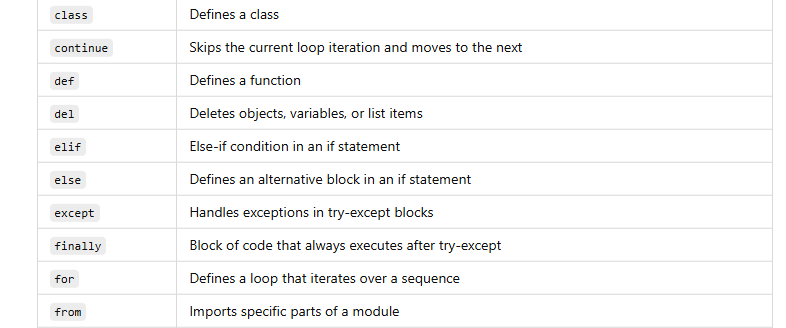 class Defines a class
continue Skips the current loop iteration and moves to the next
def Defines a function
del Deletes objects, variables, or list items
elif Else-if condition in an if statement
else Defines an alternative block in an if statement
except Handles exceptions in try-except blocks
finally Block of code that always executes after try-except
for Defines a loop that iterates over a sequence
from Imports specific parts of a module